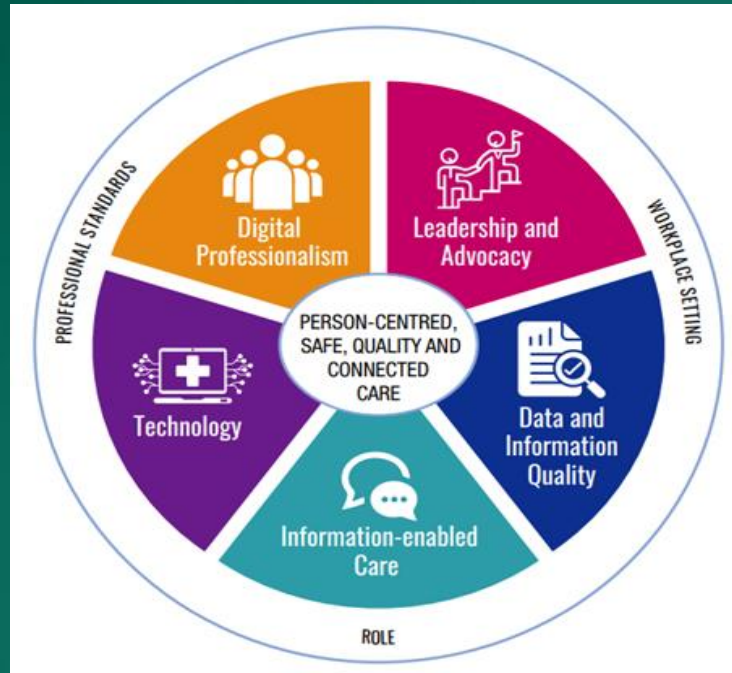 PROFESSIONAL STANDARDS
WORKPLACE SETTING
Digital
Professionalism
Leadership and
Advocacy
PERSON-CENTRED,
SAFE, QUALITY AND
CONNECTED
CARE
Technology
Data and
Information
Quality
Information-enabled
Care
ROLE